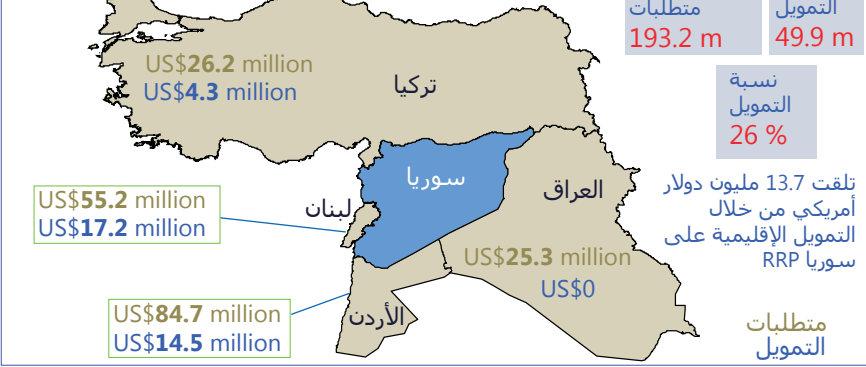 التمويل
49.9 m
متطلبات
193.2 m
نسبة
التمويل
26 %
تلقت 13.7 مليون دولار
أمريكي من خلال
التمويل الإقليمية على
سوريا RRP
US$26.2 million
US$4.3 million
تركيا
سوريا
العراق
US$25.3 million
US$0
لبنان
US$55.2 million
US$17.2 million
الأردن
US$84.7 million
US$14.5 million
متطلبات
التمويل